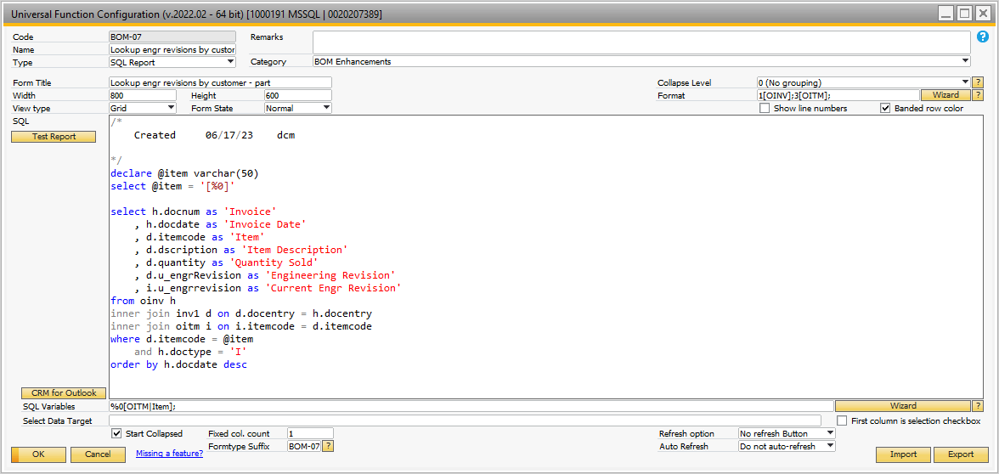 Universal Function Configuration (v.2022.02 - 64 bit) [1000191 MSSQL | 0020207389]
Code BOM-07 Remarks ?
Name Lookup engr revisions by custor
Type SQL Report Category BOM Enhancements
Form Title Lookup engr revisions by customer - part Collapse Level 0 (No grouping) ?
Width 800 Height 600 Format 1[OINV];3[OITM]; Wizard ?
View type Grid Form State Normal Show line numbers Banded row color
SQL
Test Report
/*
Created 06/17/23 dcm
*/
declare @item varchar(50)
select @item = '[%0]'
select h.docnum as 'Invoice'
, h.docdate as 'Invoice Date'
, d.itemcode as 'Item'
, d.dscription as 'Item Description'
, d.quantity as 'Quantity Sold'
, d.u_engrRevision as 'Engineering Revision'
, i.u_engrrevision as 'Current Engr Revision'
from oinv h
inner join inv1 d on d.docentry = h.docentry
inner join oitm i on i.itemcode = d.itemcode
where d.itemcode = @item
and h.doctype = 'I'
order by h.docdate desc
CRM for Outlook
SQL Variables %0[OITM|Item]; Wizard ?
Select Data Target First column is selection checkbox
Start Collapsed Fixed col. count 1 Refresh option No refresh Button
Formtype Suffix BOM-07 ? Auto Refresh Do not auto-refresh
OK Cancel Missing a feature? Import Export